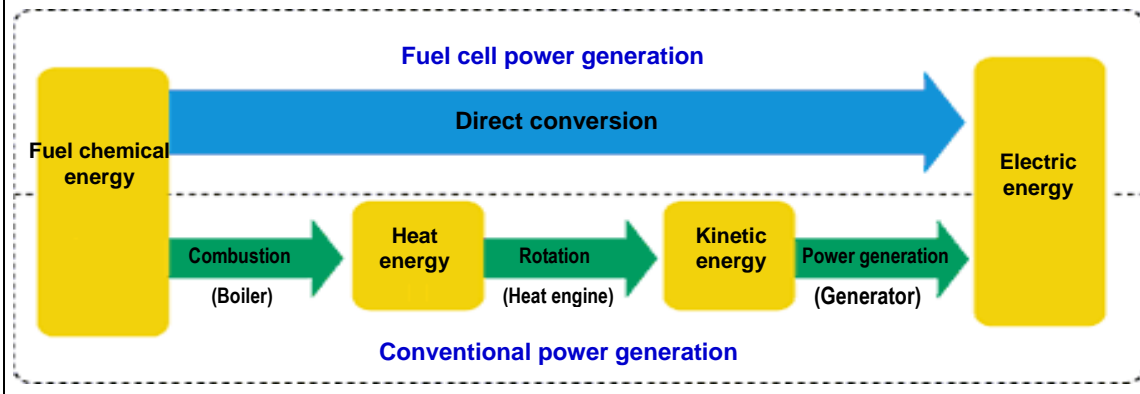 Fuel cell power generation
Direct conversion
Fuel chemical
energy
Electric
energy
Combustion
(Boiler)
Heat
energy
Rotation
(Heat engine)
Kinetic
energy
Power generation
(Generator)
Conventional power generation